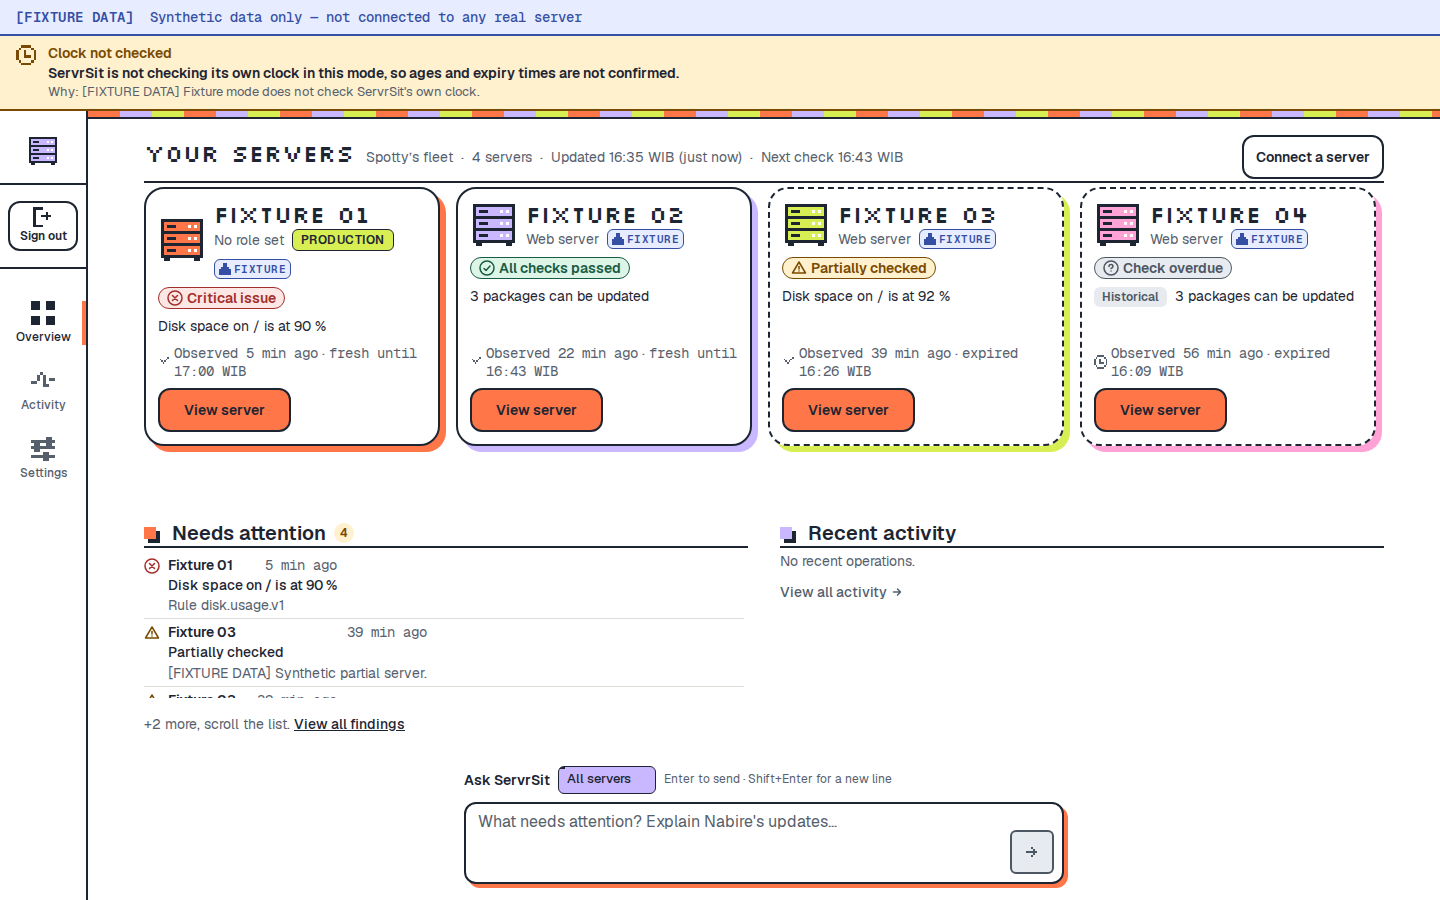 [FIXTURE DATA] Synthetic data only — not connected to any real server
Clock not checked
ServrSit is not checking its own clock in this mode, so ages and expiry times are not confirmed.
Why: [FIXTURE DATA] Fixture mode does not check ServrSit's own clock.
Sign out
Overview
Activity
Settings
YOUR SERVERS Spotty's fleet · 4 servers · Updated 16:35 WIB (just now) · Next check 16:43 WIB
Connect a server
FIXTURE 01
No role set PRODUCTION
FIXTURE
Critical issue
Disk space on / is at 90 %
Observed 5 min ago · fresh until
17:00 WIB
View server
FIXTURE 02
Web server FIXTURE
All checks passed
3 packages can be updated
Observed 22 min ago · fresh until
16:43 WIB
View server
FIXTURE 03
Web server FIXTURE
Partially checked
Disk space on / is at 92 %
Observed 39 min ago · expired
16:26 WIB
View server
FIXTURE 04
Web server FIXTURE
Check overdue
Historical 3 packages can be updated
Observed 56 min ago · expired
16:09 WIB
View server
Needs attention 4
Fixture 01 5 min ago
Disk space on / is at 90 %
Rule disk.usage.v1
Fixture 03 39 min ago
Partially checked
[FIXTURE DATA] Synthetic partial server.
+2 more, scroll the list. View all findings
Recent activity
No recent operations.
View all activity →
Ask ServrSit All servers Enter to send · Shift+Enter for a new line
What needs attention? Explain Nabire's updates...